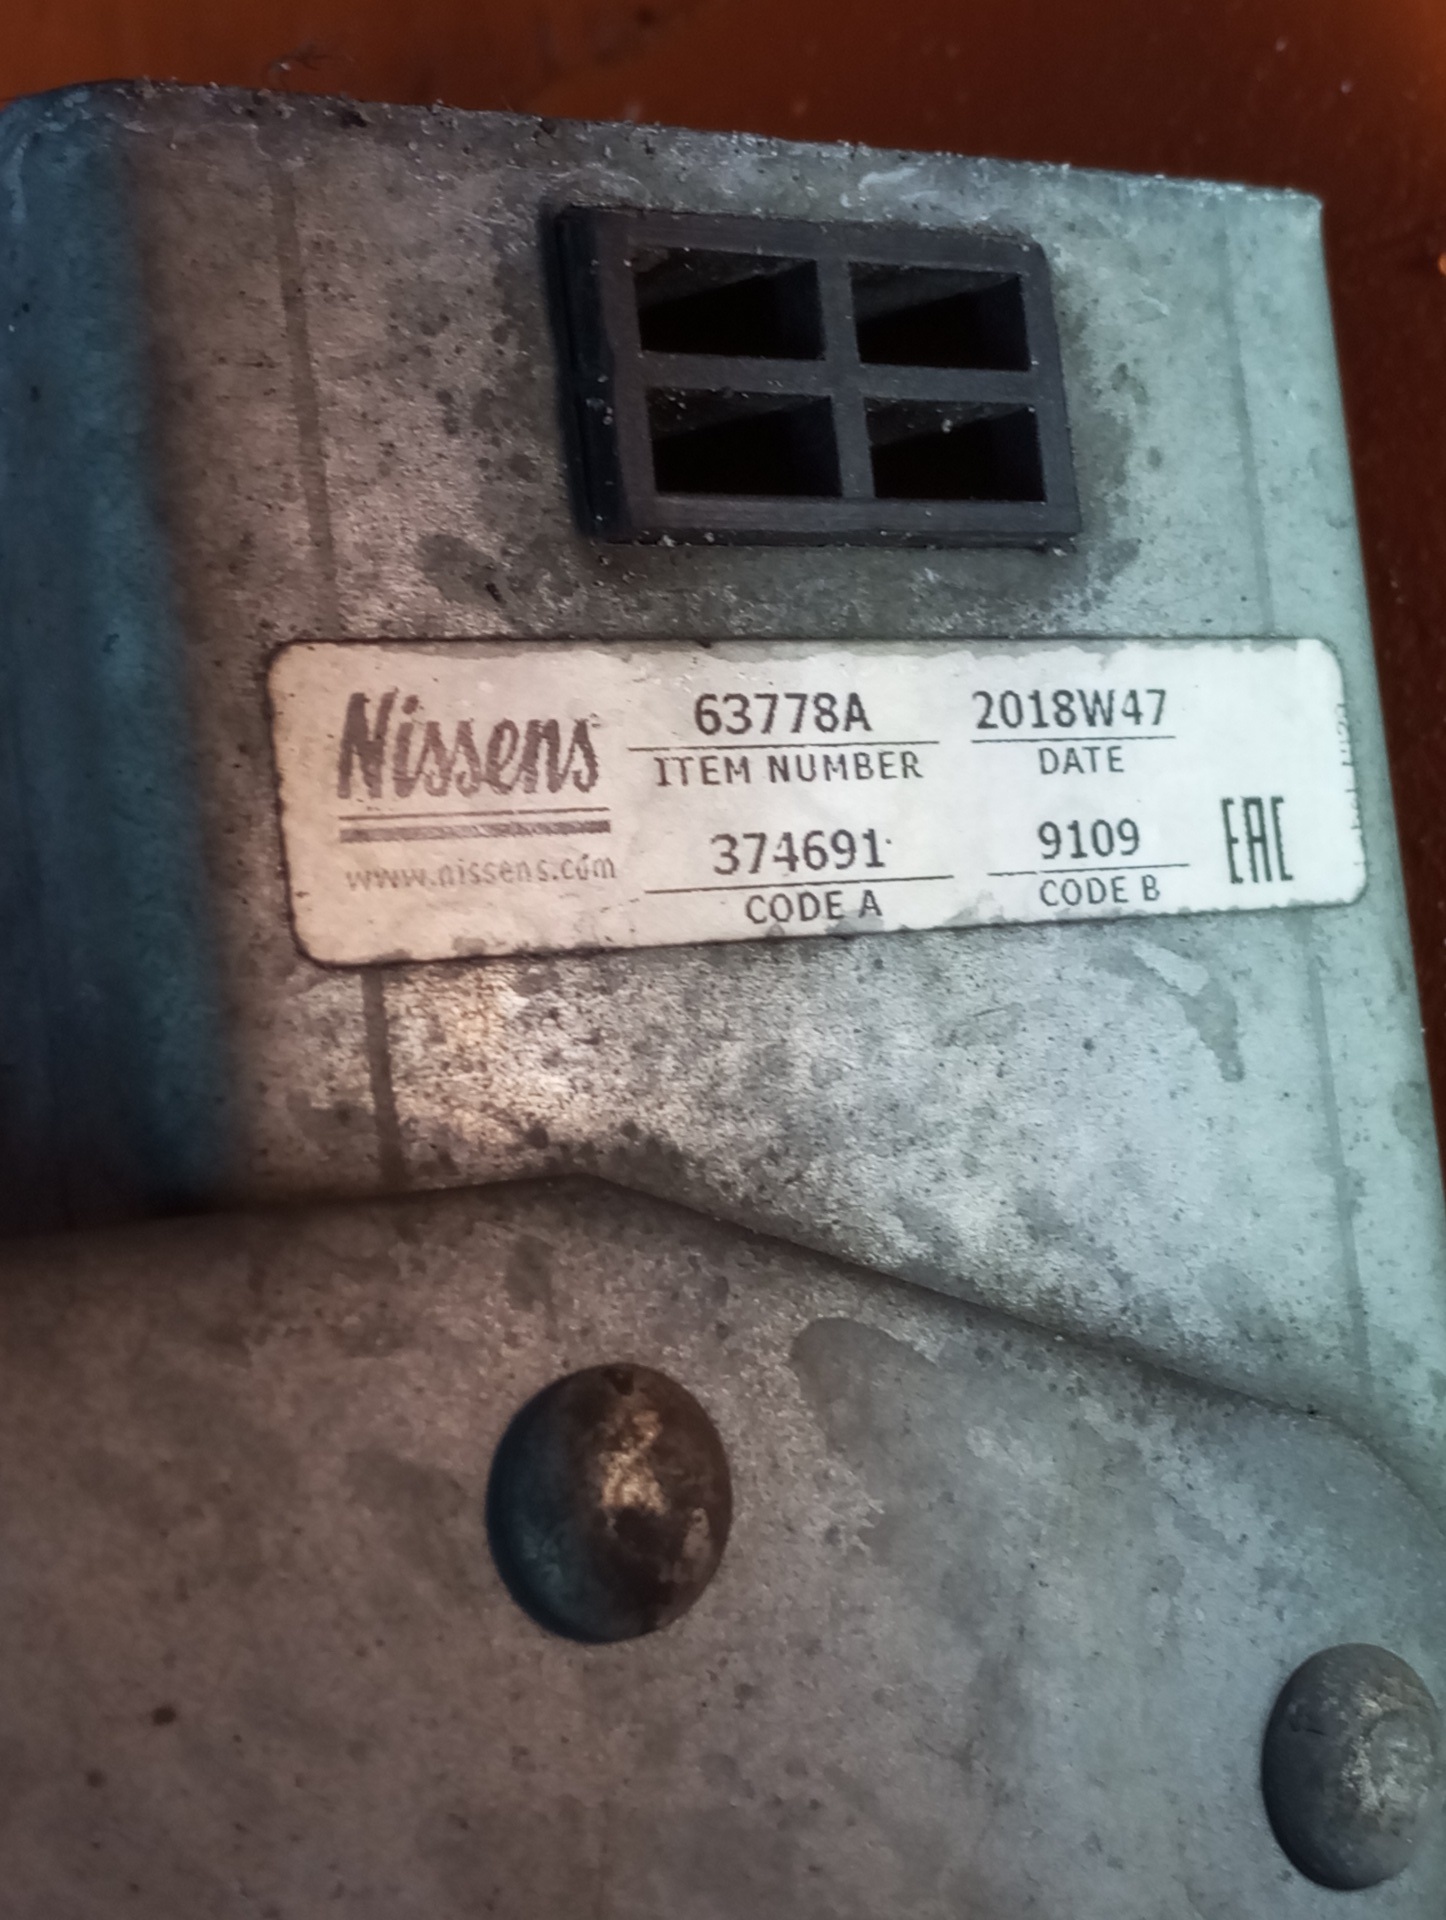 Nissens
www.nissens.com
63778A 2018W47
ITEM NUMBER DATE
374691 9109
CODE A CODE B
EAC